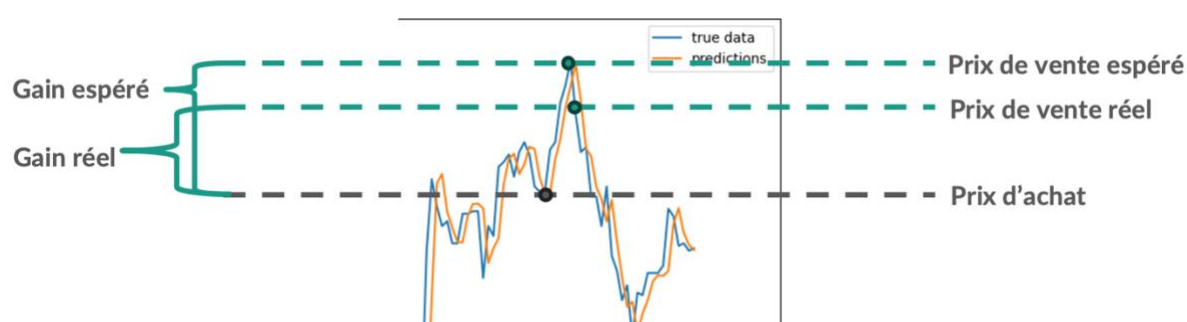 true data
predictions
Prix de vente espéré
Gain espéré
Prix de vente réel
Gain réel
Prix d'achat